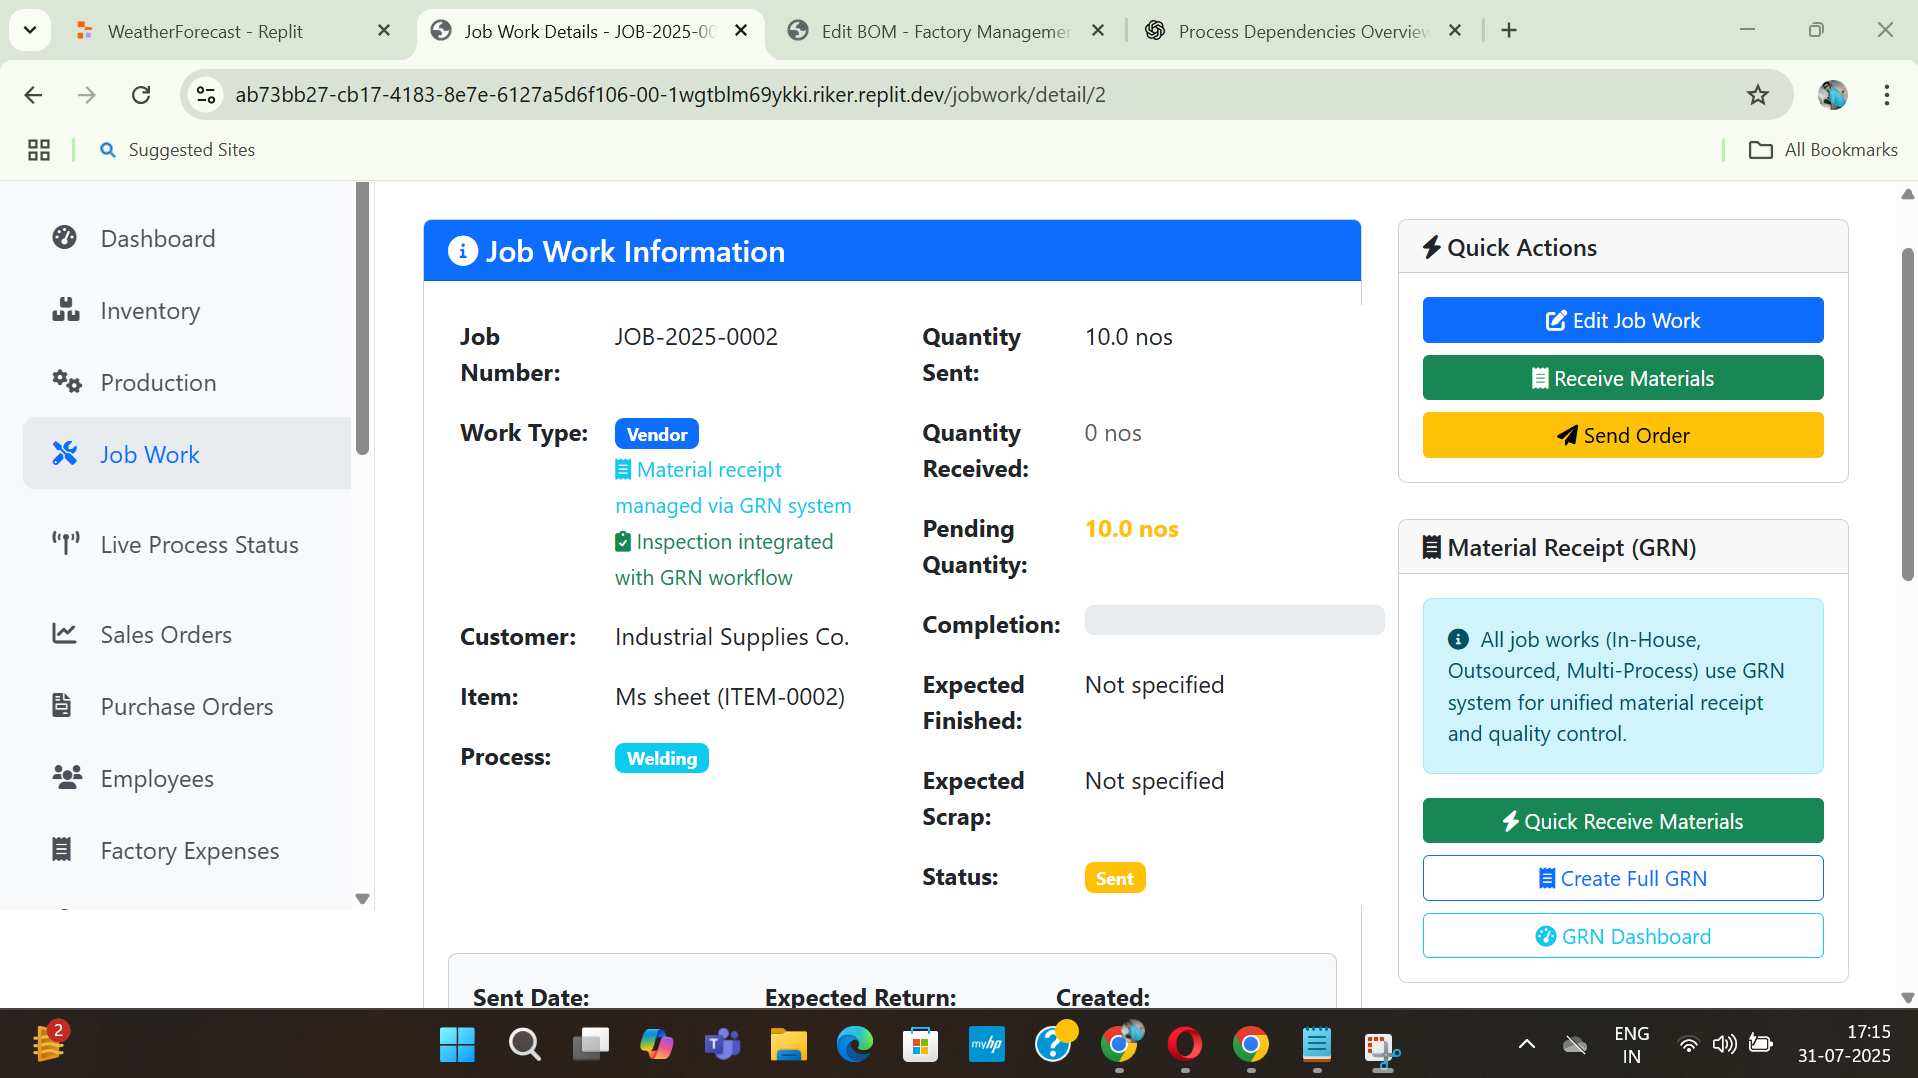 WeatherForecast - Replit
Job Work Details - JOB-2025-00
Edit BOM - Factory Managemen
Process Dependencies Overview
ab73bb27-cb17-4183-8e7e-6127a5d6f106-00-1wgtblm69ykki.riker.replit.dev/jobwork/detail/2
Suggested Sites
All Bookmarks
Dashboard
Inventory
Production
Job Work
Live Process Status
Sales Orders
Purchase Orders
Employees
Factory Expenses
Job Work Information
Job Number:
JOB-2025-0002
Work Type:
Vendor
Material receipt
managed via GRN system
Inspection integrated
with GRN workflow
Customer:
Industrial Supplies Co.
Item:
Ms sheet (ITEM-0002)
Process:
Welding
Quantity Sent:
10.0 nos
Quantity Received:
0 nos
Pending Quantity:
10.0 nos
Completion:
Expected Finished:
Not specified
Expected Scrap:
Not specified
Status:
Sent
Sent Date:
Expected Return:
Created:
Quick Actions
Edit Job Work
Receive Materials
Send Order
Material Receipt (GRN)
All job works (In-House,
Outsourced, Multi-Process) use GRN
system for unified material receipt
and quality control.
Quick Receive Materials
Create Full GRN
GRN Dashboard
2
myhp
ENG
IN
17:15
31-07-2025